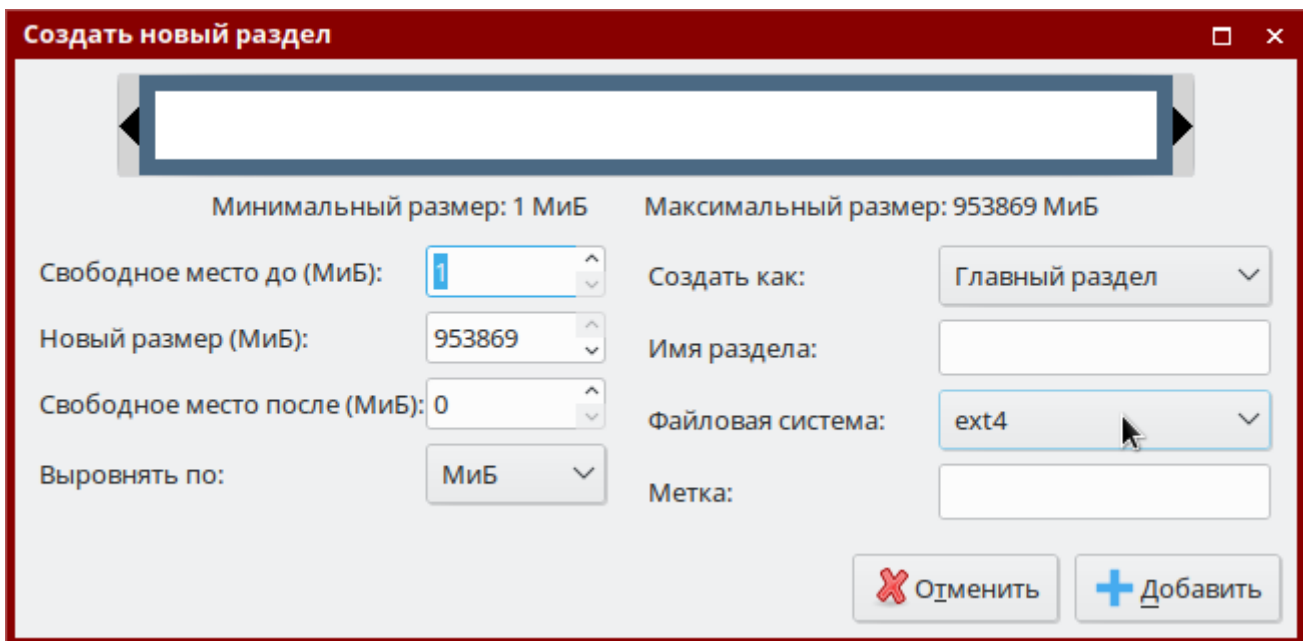 Создать новый раздел
Минимальный размер: 1 МиБ Максимальный размер: 953869 МиБ
Свободное место до (МиБ): 1
Создать как: Главный раздел
Новый размер (МиБ): 953869
Имя раздела:
Свободное место после (МиБ): 0
Файловая система: ext4
Выровнять по: МиБ
Метка:
Отменить Добавить